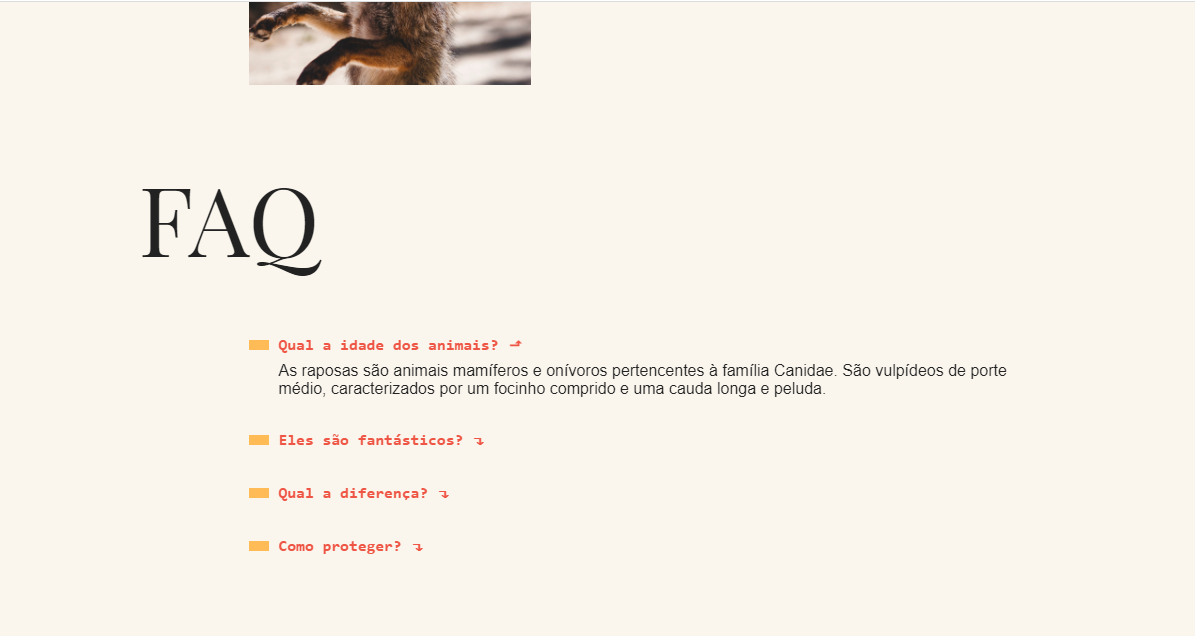 FAQ
Qual a idade dos animais? ⬏
As raposas são animais mamíferos e onívoros pertencentes à família Canidae. São vulpídeos de porte
médio, caracterizados por um focinho comprido e uma cauda longa e peluda.
Eles são fantásticos? ⮧
Qual a diferença? ⮧
Como proteger? ⮧